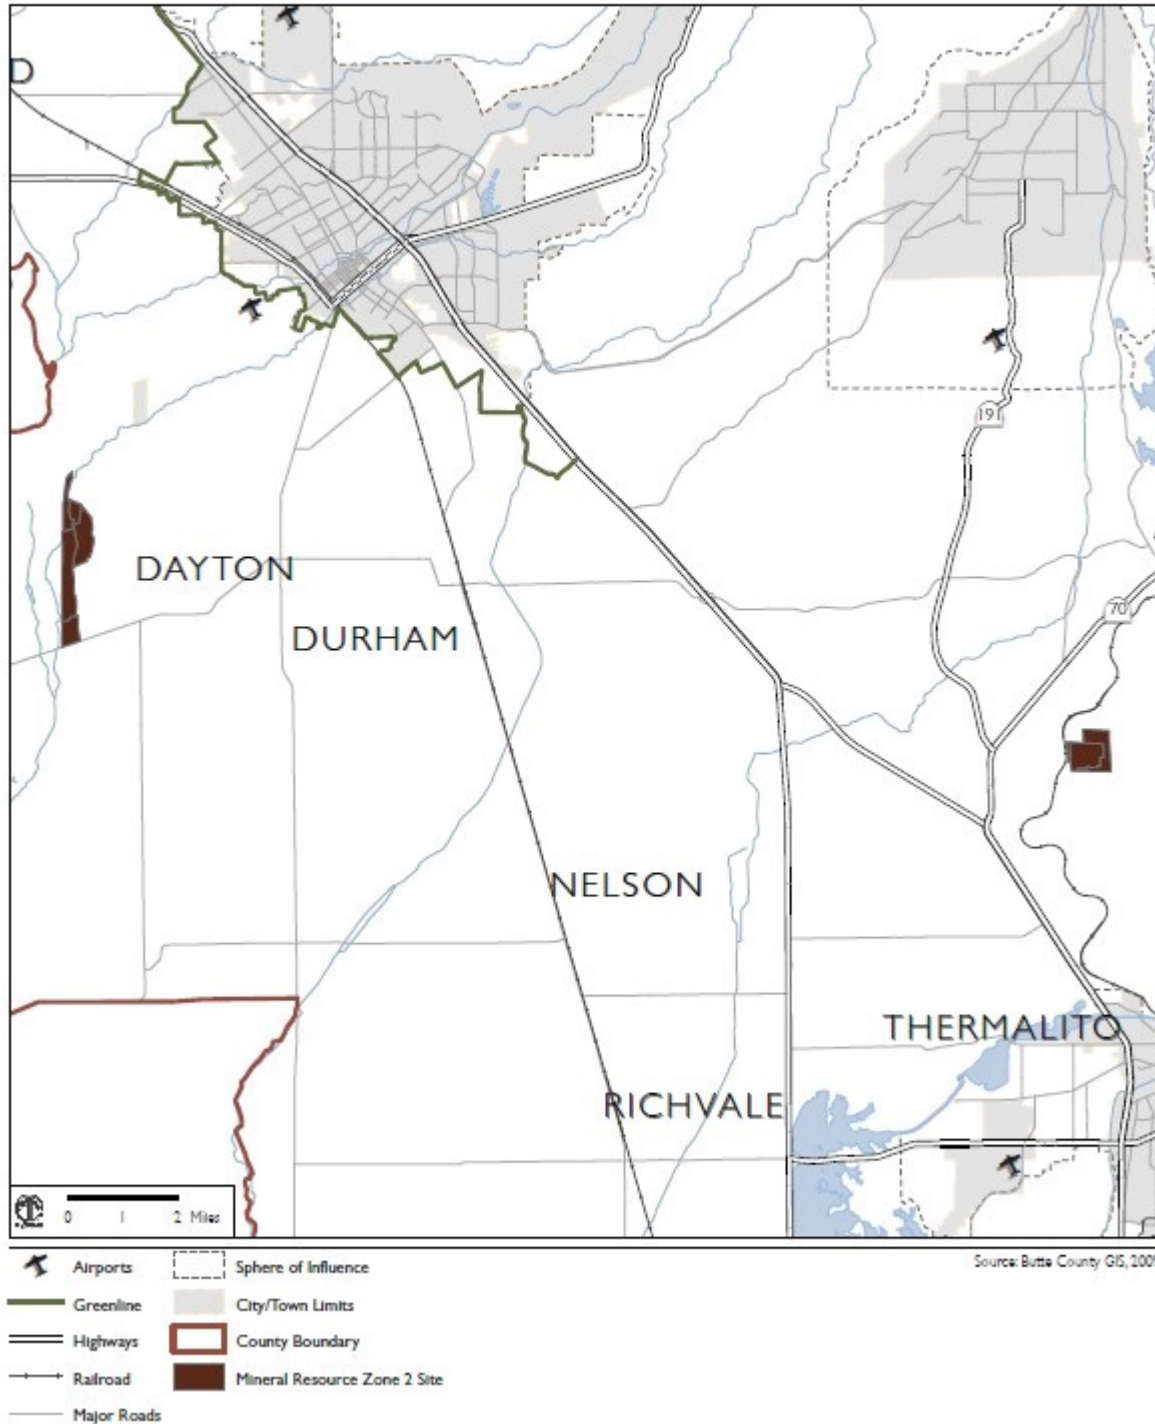 D
191
DAYTON
70
DURHAM
NELSON
THERMALITO
RICHVALE
0 1 2 Miles
Source: Butte County GIS, 2009
Airports
Sphere of Influence
Greenline
City/Town Limits
Highways
County Boundary
Railroad
Mineral Resource Zone 2 Site
Major Roads